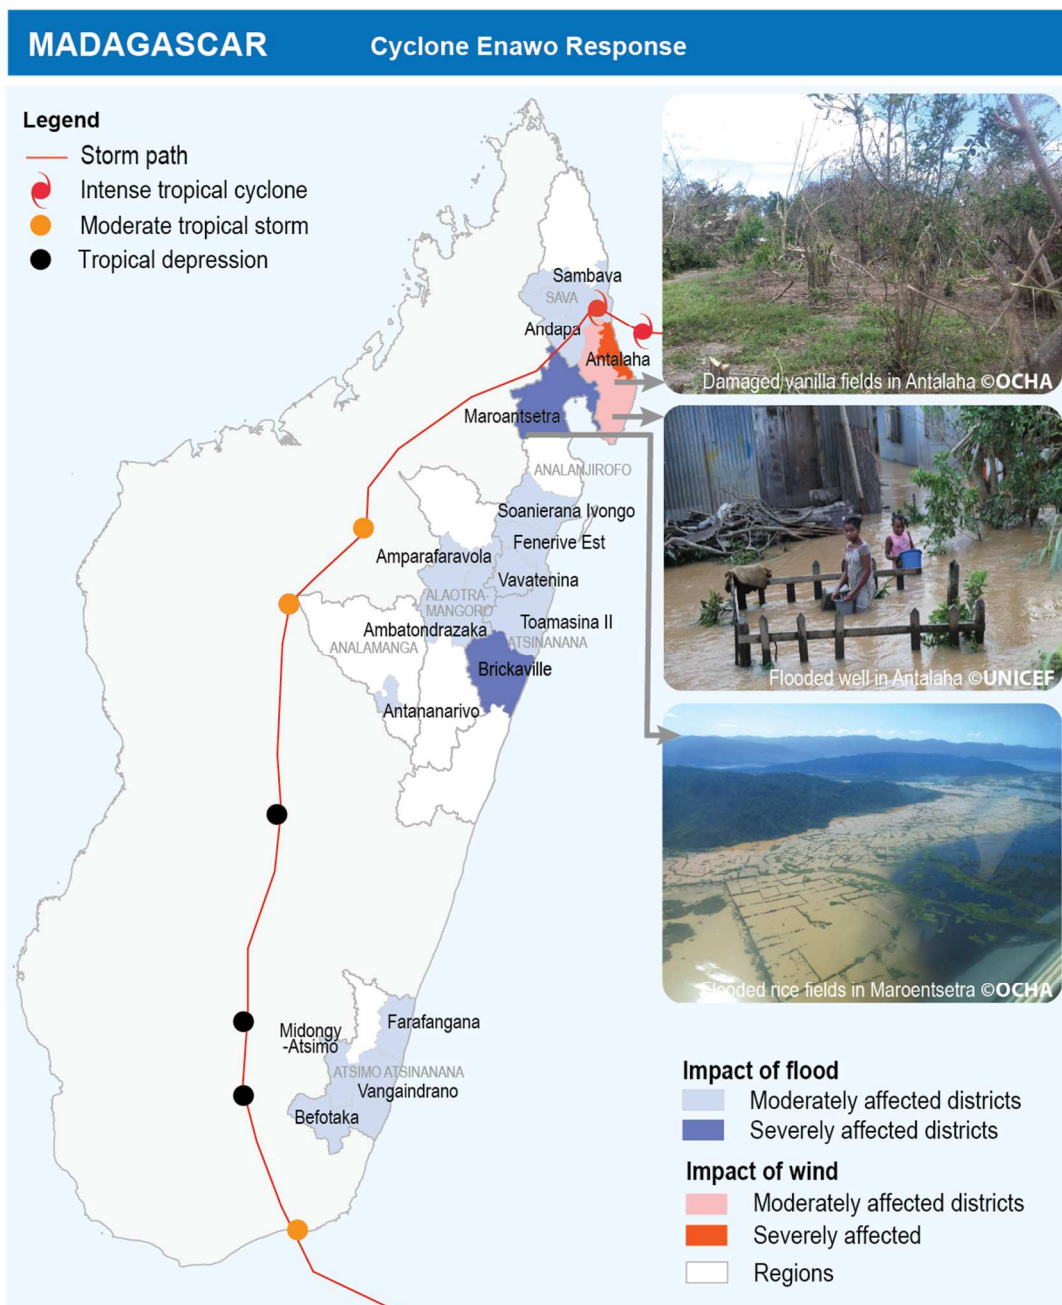 MADAGASCAR
Cyclone Enawo Response
Legend
Storm path
Intense tropical cyclone
Moderate tropical storm
Tropical depression
Sambava
SAVA
Andapa
Antalaha
Damaged vanilla fields in Antalaha ©OCHA
Maroantsetra
ANALANJIROFO
Soanierana Ivongo
Fenerive Est
Amparafaravola
Vavatenina
ALAOTRA-
MANGORO
Toamasina II
Ambatondrazaka
ATSINANANA
ANALAMANGA
Brickaville
Flooded well in Antalaha ©UNICEF
Antananarivo
Flooded rice fields in Maroentsetra ©OCHA
Farafangana
Midongy
-Atsimo
ATSIMO ATSINANANA
Vangaindrano
Befotaka
Impact of flood
Moderately affected districts
Severely affected districts
Impact of wind
Moderately affected districts
Severely affected
Regions